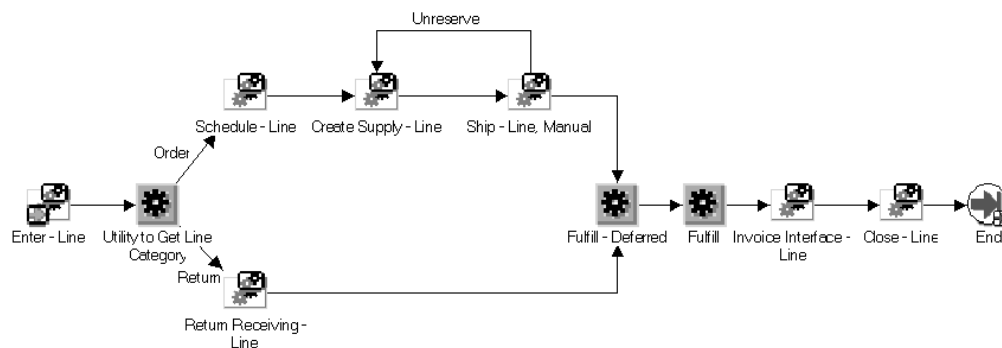 Unreserve
Schedule - Line
Create Supply - Line
Ship - Line, Manual
Order
Enter - Line
Utility to Get Line
Category
Fulfill - Deferred
Fulfill
Invoice Interface -
Line
Close - Line
End
Return
Return Receiving -
Line